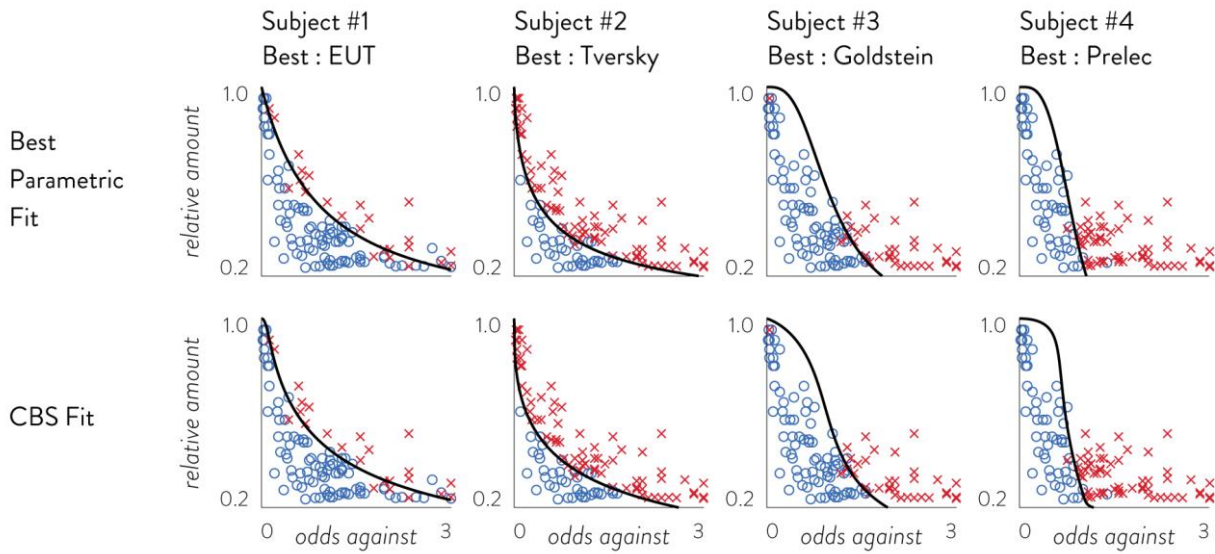 Subject #1
Best : EUT
Subject #2
Best : Tversky
Subject #3
Best : Goldstein
Subject #4
Best : Prelec
Best
Parametric
Fit
relative amount
1.0
0.2
1.0
0.2
1.0
0.2
1.0
0.2
CBS Fit
relative amount
1.0
0.2
1.0
0.2
1.0
0.2
1.0
0.2
0 odds against 3
0 odds against 3
0 odds against 3
0 odds against 3